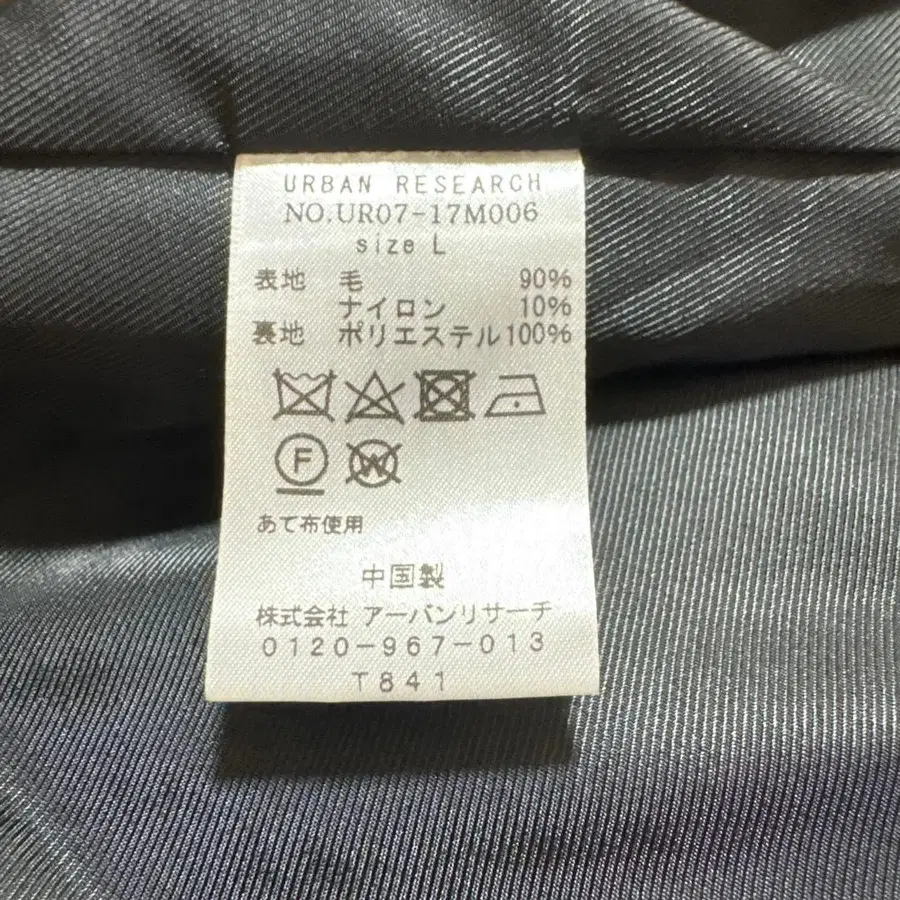 URBAN RESEARCH
NO.UR07-17M006
size L
表地 毛 90%
ナイロン 10%
裏地 ポリエステル100%
F W
あて布使用
中国製
株式会社 アーバンリサーチ
0120-967-013
T841